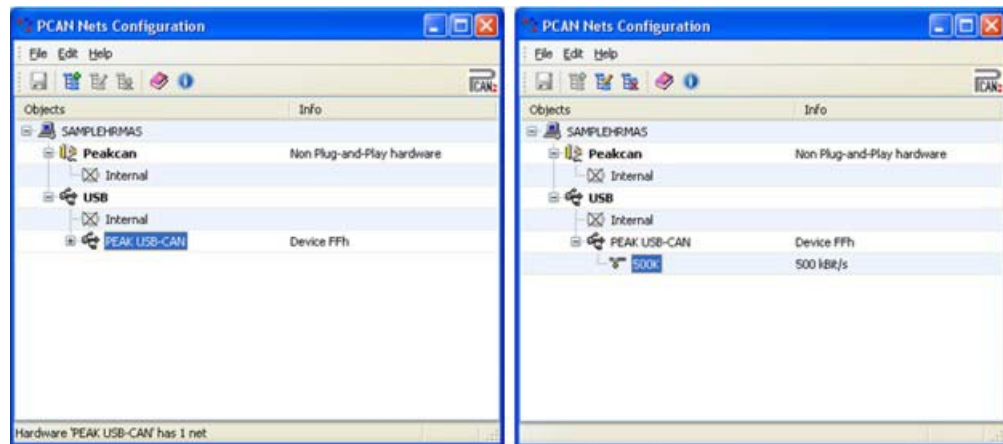 PCAN Nets Configuration
File Edit Help
PCAN
Objects Info
SAMPLEHRMAS
Peakcan Non Plug-and-Play hardware
Internal
USB
Internal
PEAK USB-CAN Device FFh
Hardware 'PEAK USB-CAN' has 1 net
PCAN Nets Configuration
File Edit Help
PCAN
Objects Info
SAMPLEHRMAS
Peakcan Non Plug-and-Play hardware
Internal
USB
Internal
PEAK USB-CAN Device FFh
500K 500 kBit/s